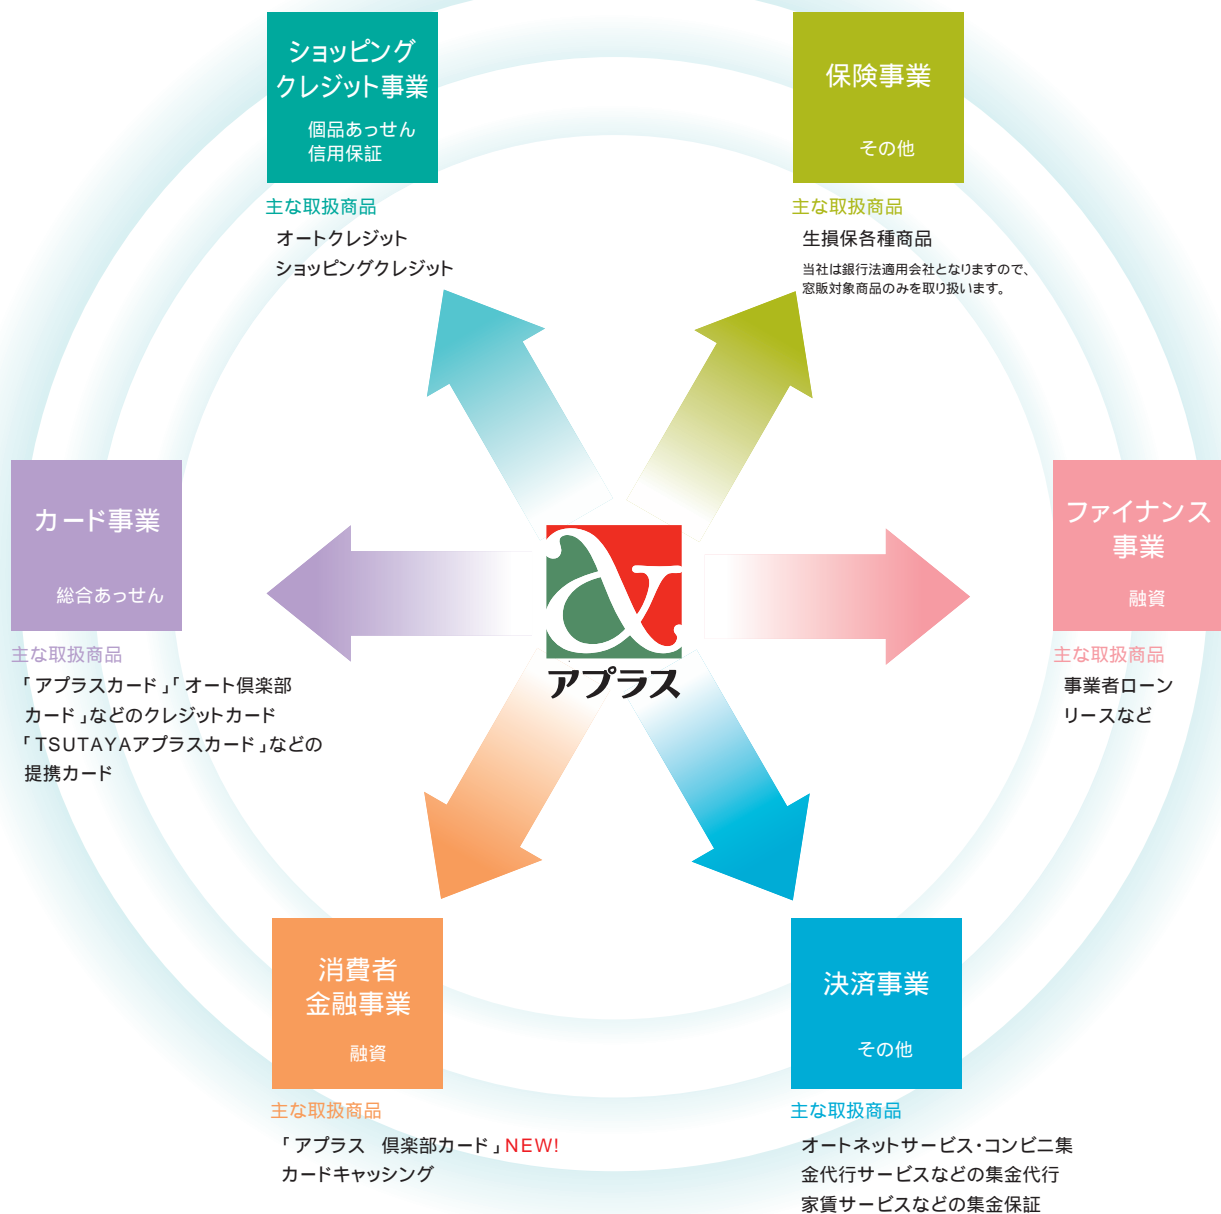 ショッピング
クレジット事業
個品あっせん
信用保証
主な取扱商品
オートクレジット
ショッピングクレジット
保険事業
その他
主な取扱商品
生損保各種商品
当社は銀行法適用会社となりますので、
窓販対象商品のみを取り扱います。
カード事業
総合あっせん
主な取扱商品
「アプラスカード」「オート倶楽部
カード」などのクレジットカード
「TSUTAYAアプラスカード」などの
提携カード
アプラス
ファイナンス
事業
融資
主な取扱商品
事業者ローン
リースなど
消費者
金融事業
融資
主な取扱商品
「アプラス　倶楽部カード」NEW!
カードキャッシング
決済事業
その他
主な取扱商品
オートネットサービス・コンビニ集
金代行サービスなどの集金代行
家賃サービスなどの集金保証